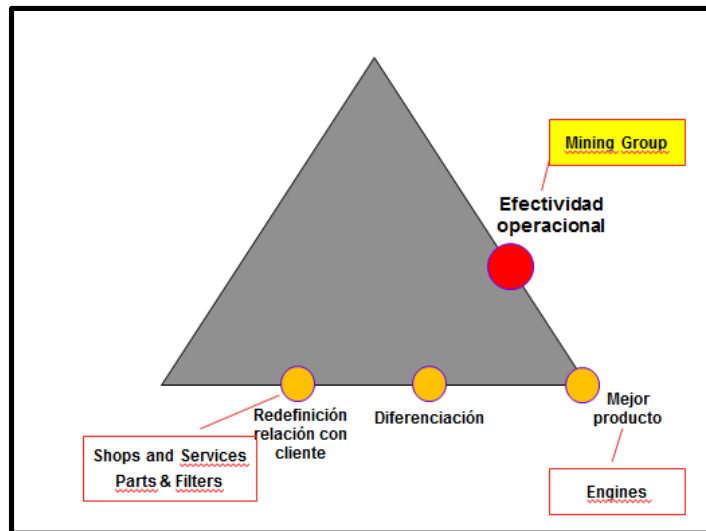 Mining Group
Efectividad
operacional
Redefinición
relación con
cliente
Diferenciación
Mejor
producto
Shops and Services
Parts & Filters
Engines